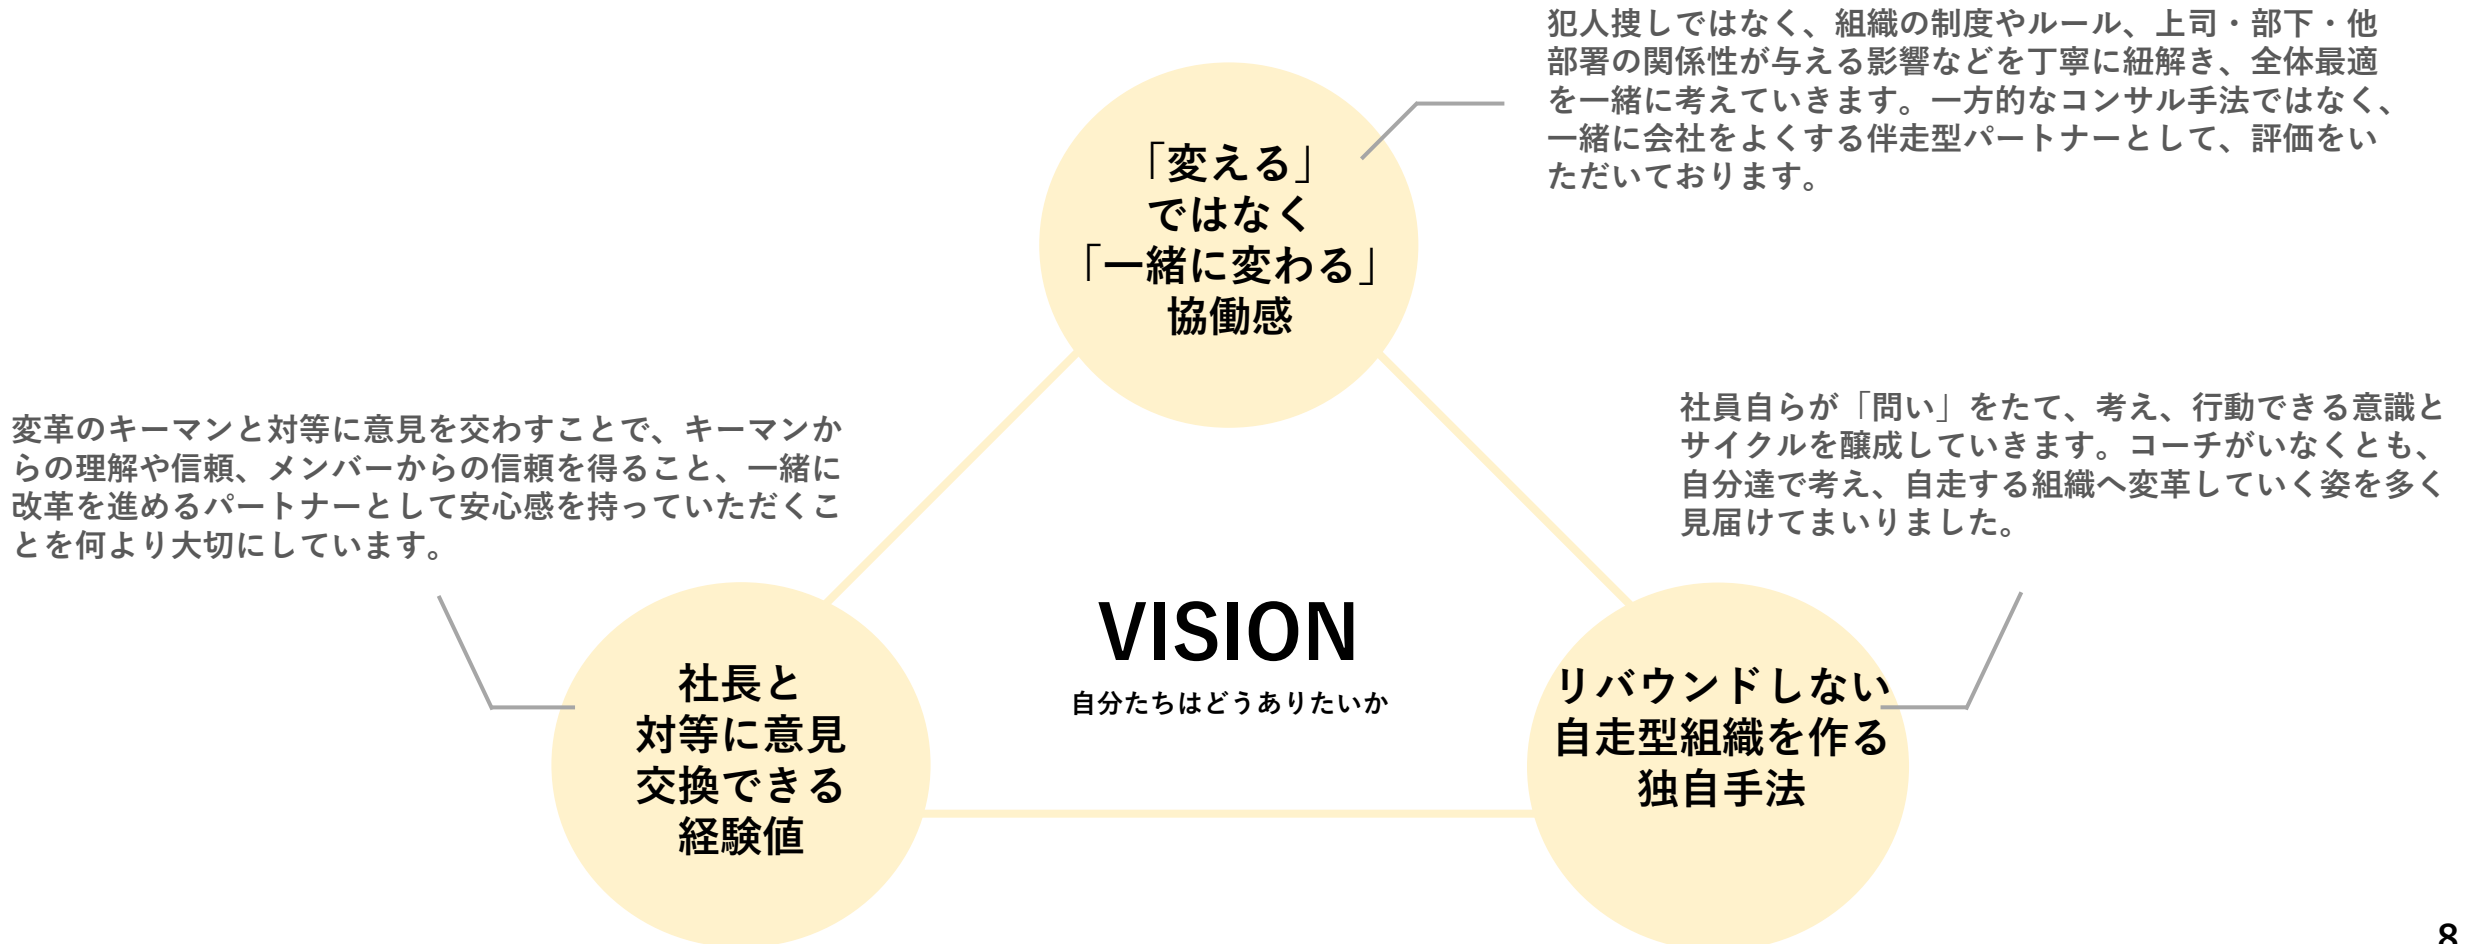 犯人捜しではなく、組織の制度やルール、上司・部下・他
部署の関係性が与える影響などを丁寧に紐解き、全体最適
を一緒に考えていきます。一方的なコンサル手法ではなく、
一緒に会社をよくする伴走型パートナーとして、評価をい
ただいております。
「変える」
ではなく
「一緒に変わる」
協働感
変革のキーマンと対等に意見を交わすことで、キーマンか
らの理解や信頼、メンバーからの信頼を得ること、一緒に
改革を進めるパートナーとして安心感を持っていただくこ
とを何より大切にしています。
社員自らが「問い」をたて、考え、行動できる意識と
サイクルを醸成していきます。コーチがいなくとも、
自分達で考え、自走する組織へ変革していく姿を多く
見届けてまいりました。
VISION
自分たちはどうありたいか
社長と
対等に意見
交換できる
経験値
リバウンドしない
自走型組織を作る
独自手法
8